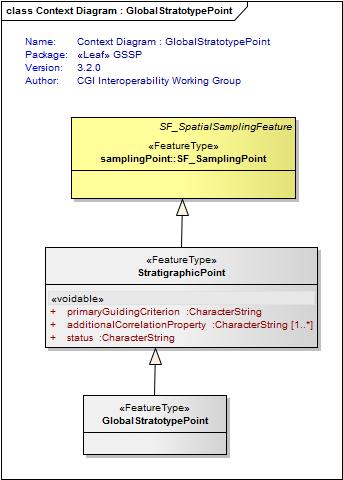 class Context Diagram : GlobalStratotypePoint
Name: Context Diagram : GlobalStratotypePoint
Package: «Leaf» GSSP
Version: 3.2.0
Author: CGI Interoperability Working Group
SF_SpatialSamplingFeature
«FeatureType»
samplingPoint::SF_SamplingPoint
«FeatureType»
StratigraphicPoint
«voidable»
+ primaryGuidingCriterion :CharacterString
+ additionalCorrelationProperty :CharacterString [1..*]
+ status :CharacterString
«FeatureType»
GlobalStratotypePoint